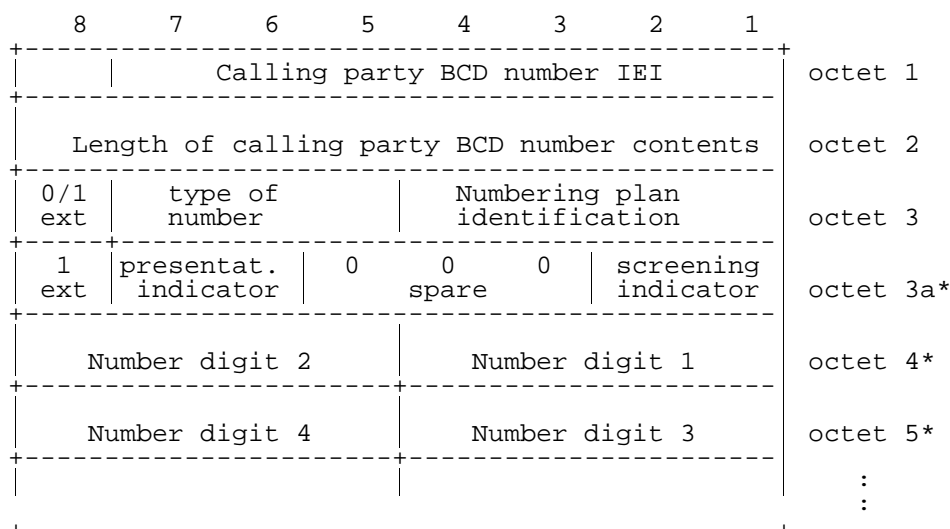 8 7 6 5 4 3 2 1
Calling party BCD number IEI octet 1
Length of calling party BCD number contents octet 2
0/1 type of Numbering plan
ext number identification octet 3
1 presentat. 0 0 0 screening
ext indicator spare indicator octet 3a*
Number digit 2 Number digit 1 octet 4*
Number digit 4 Number digit 3 octet 5*
:
: